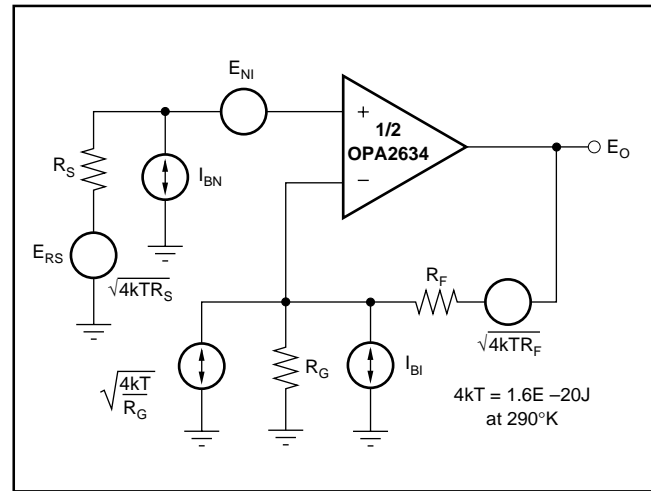 E_NI
+
1/2
OPA2634
−
E_O
R_S
I_BN
E_RS
√4kTR_S
R_F
√4kTR_F
√4kT/R_G
R_G
I_BI
4kT = 1.6E –20J
at 290°K